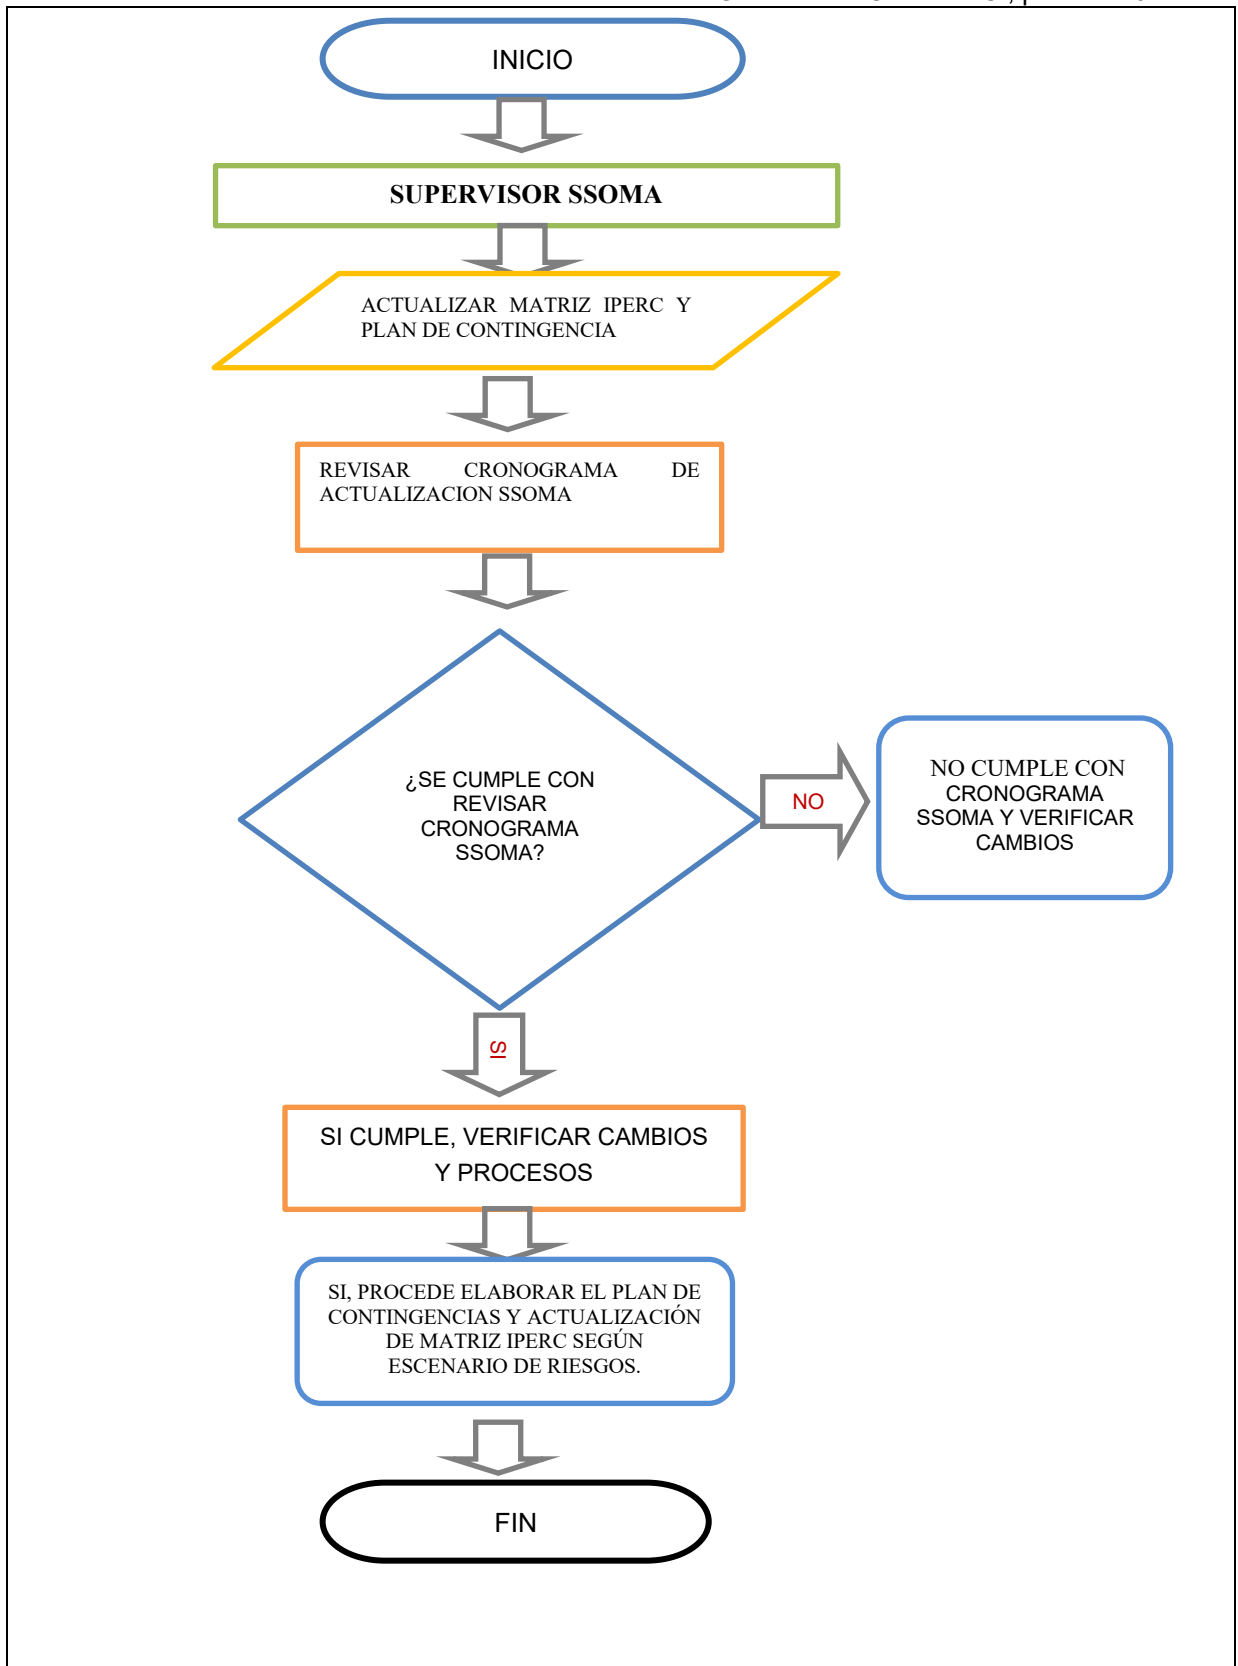 INICIO
SUPERVISOR SSOMA
ACTUALIZAR MATRIZ IPERC Y
PLAN DE CONTINGENCIA
REVISAR CRONOGRAMA DE
ACTUALIZACION SSOMA
¿SE CUMPLE CON
REVISAR
CRONOGRAMA
SSOMA?
NO
NO CUMPLE CON
CRONOGRAMA
SSOMA Y VERIFICAR
CAMBIOS
SI
SI CUMPLE, VERIFICAR CAMBIOS
Y PROCESOS
SI, PROCEDE ELABORAR EL PLAN DE
CONTINGENCIAS Y ACTUALIZACIÓN
DE MATRIZ IPERC SEGÚN
ESCENARIO DE RIESGOS.
FIN